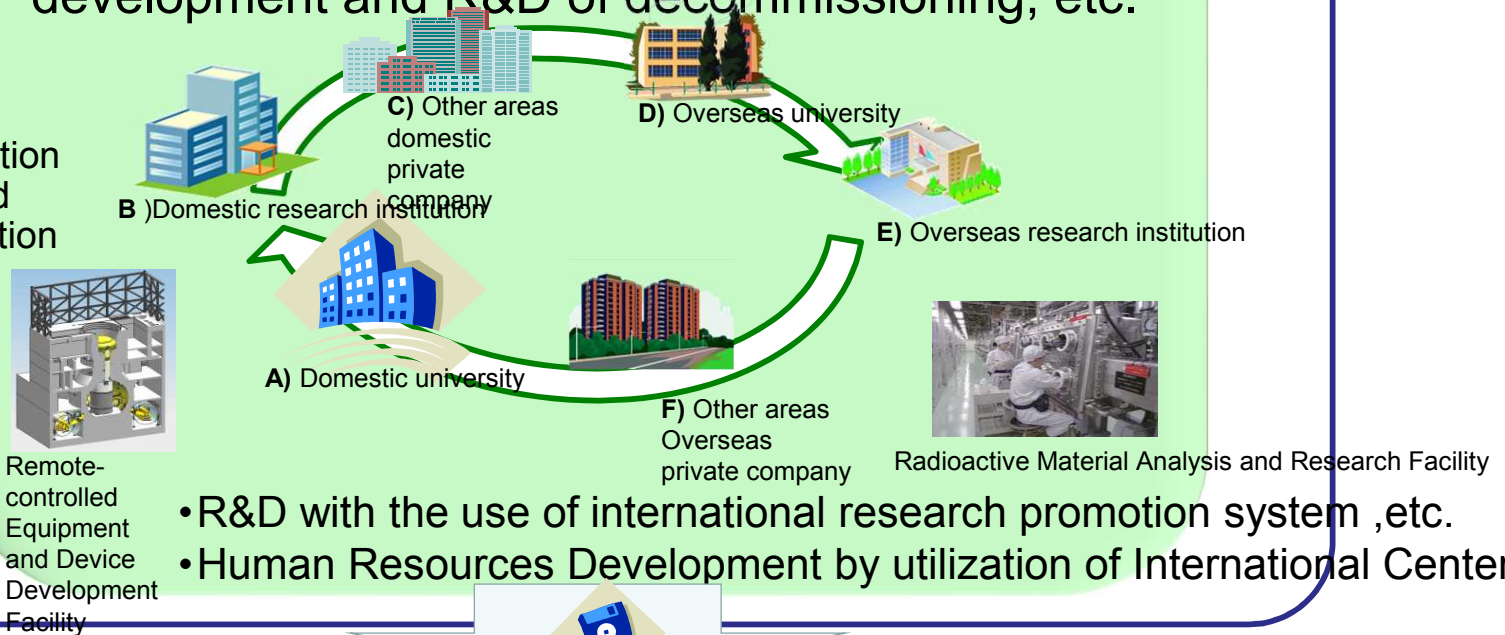 development and R&D of decommissioning, etc.
C) Other areas
domestic
private
company
D) Overseas university
tion
d
tion
B )Domestic research institution
E) Overseas research institution
A) Domestic university
F) Other areas
Overseas
private company
Radioactive Material Analysis and Research Facility
Remote-
controlled
Equipment
and Device
Development
Facility
•R&D with the use of international research promotion system ,etc.
•Human Resources Development by utilization of International Center